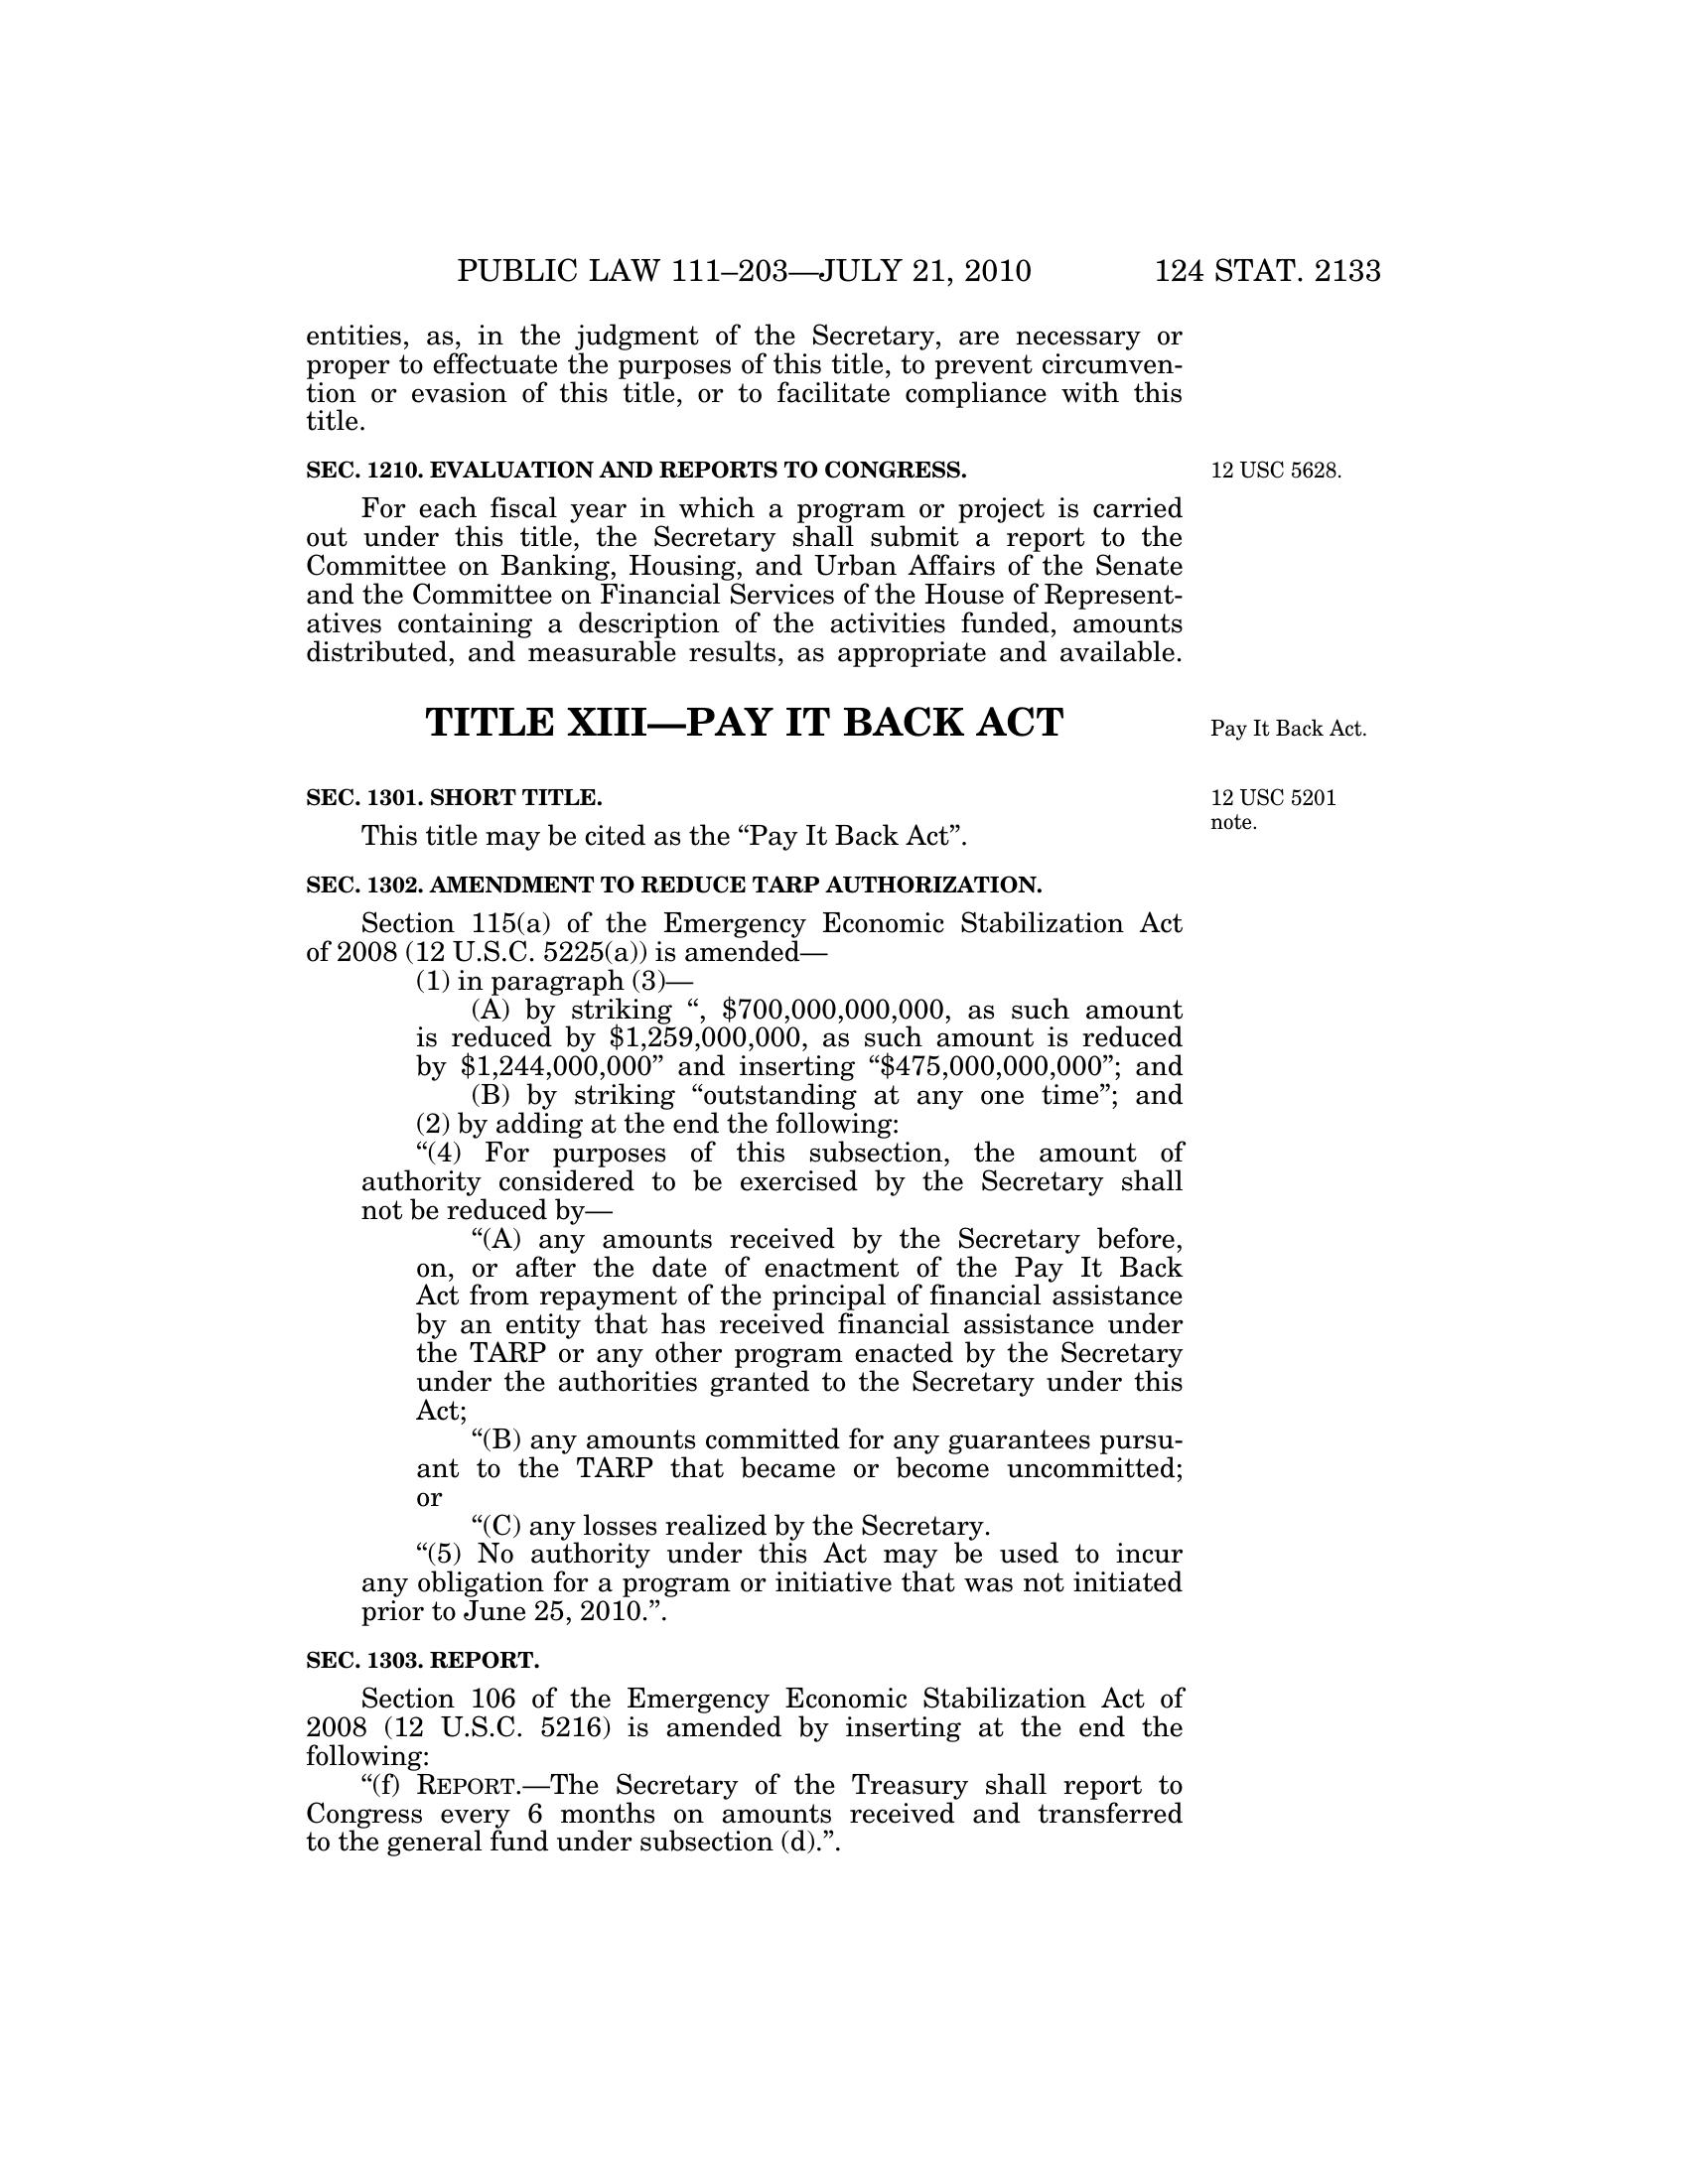 PUBLIC LAW 111–203—JULY 21, 2010 124 STAT. 2133
entities, as, in the judgment of the Secretary, are necessary or
proper to effectuate the purposes of this title, to prevent circumven-
tion or evasion of this title, or to facilitate compliance with this
title.
SEC. 1210. EVALUATION AND REPORTS TO CONGRESS.
12 USC 5628.
For each fiscal year in which a program or project is carried
out under this title, the Secretary shall submit a report to the
Committee on Banking, Housing, and Urban Affairs of the Senate
and the Committee on Financial Services of the House of Represent-
atives containing a description of the activities funded, amounts
distributed, and measurable results, as appropriate and available.
TITLE XIII—PAY IT BACK ACT
Pay It Back Act.
SEC. 1301. SHORT TITLE.
12 USC 5201
note.
This title may be cited as the “Pay It Back Act”.
SEC. 1302. AMENDMENT TO REDUCE TARP AUTHORIZATION.
Section 115(a) of the Emergency Economic Stabilization Act
of 2008 (12 U.S.C. 5225(a)) is amended—
(1) in paragraph (3)—
(A) by striking “, $700,000,000,000, as such amount
is reduced by $1,259,000,000, as such amount is reduced
by $1,244,000,000” and inserting “$475,000,000,000”; and
(B) by striking “outstanding at any one time”; and
(2) by adding at the end the following:
“(4) For purposes of this subsection, the amount of
authority considered to be exercised by the Secretary shall
not be reduced by—
“(A) any amounts received by the Secretary before,
on, or after the date of enactment of the Pay It Back
Act from repayment of the principal of financial assistance
by an entity that has received financial assistance under
the TARP or any other program enacted by the Secretary
under the authorities granted to the Secretary under this
Act;
“(B) any amounts committed for any guarantees pursu-
ant to the TARP that became or become uncommitted;
or
“(C) any losses realized by the Secretary.
“(5) No authority under this Act may be used to incur
any obligation for a program or initiative that was not initiated
prior to June 25, 2010.”.
SEC. 1303. REPORT.
Section 106 of the Emergency Economic Stabilization Act of
2008 (12 U.S.C. 5216) is amended by inserting at the end the
following:
“(f) REPORT.—The Secretary of the Treasury shall report to
Congress every 6 months on amounts received and transferred
to the general fund under subsection (d).”.